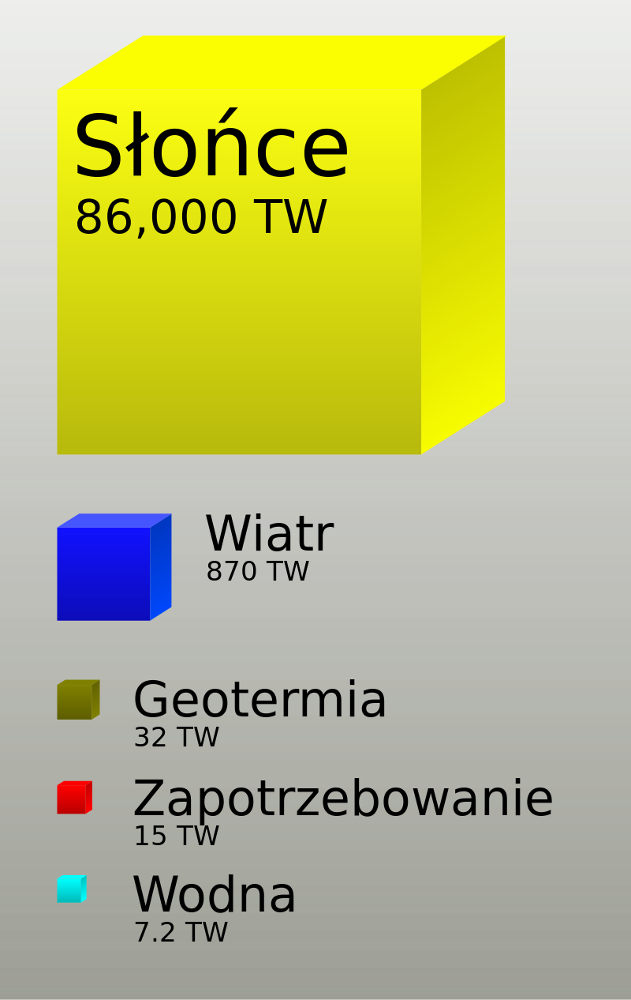 Słońce
86,000 TW
Wiatr
870 TW
Geotermia
32 TW
Zapotrzebowanie
15 TW
Wodna
7.2 TW